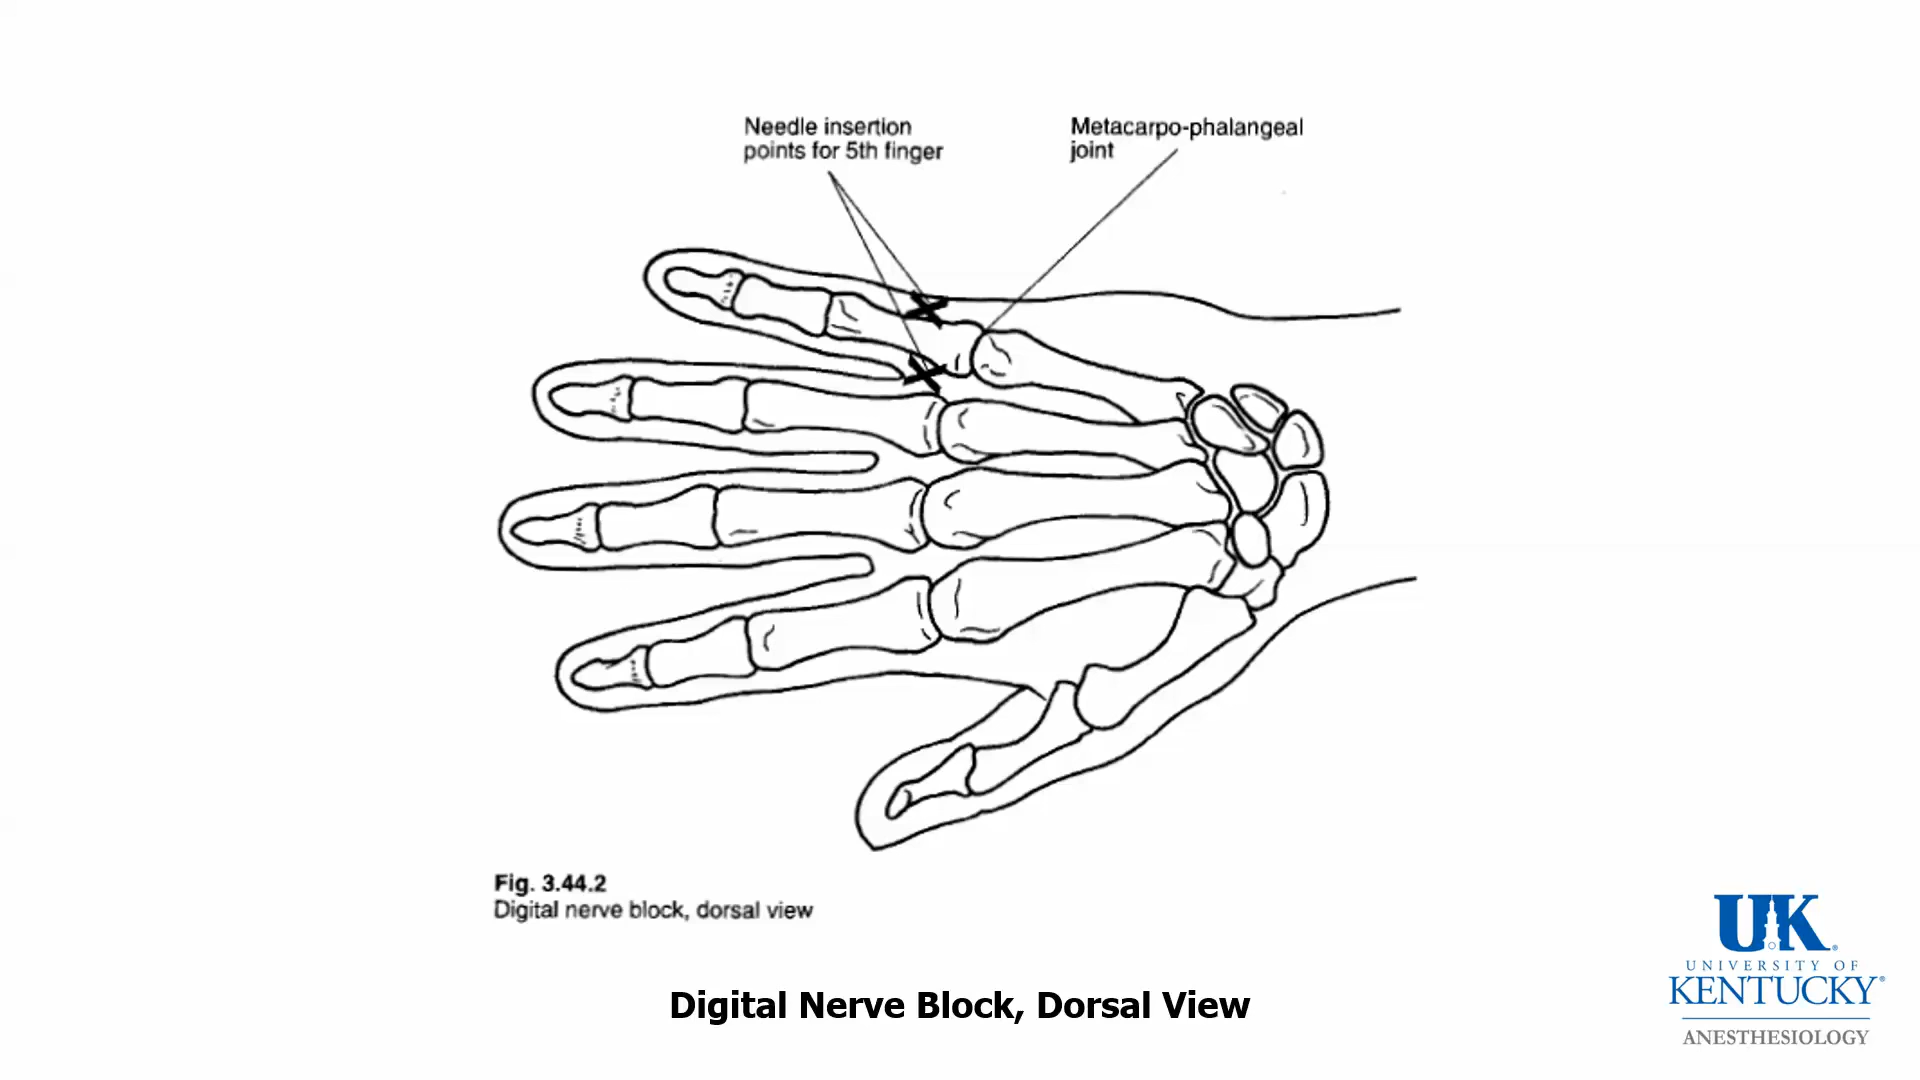 Needle insertion
points for 5th finger
Metacarpo-phalangeal
joint
Fig. 3.44.2
Digital nerve block, dorsal view
Digital Nerve Block, Dorsal View
UK
UNIVERSITY OF
KENTUCKY®
ANESTHESIOLOGY